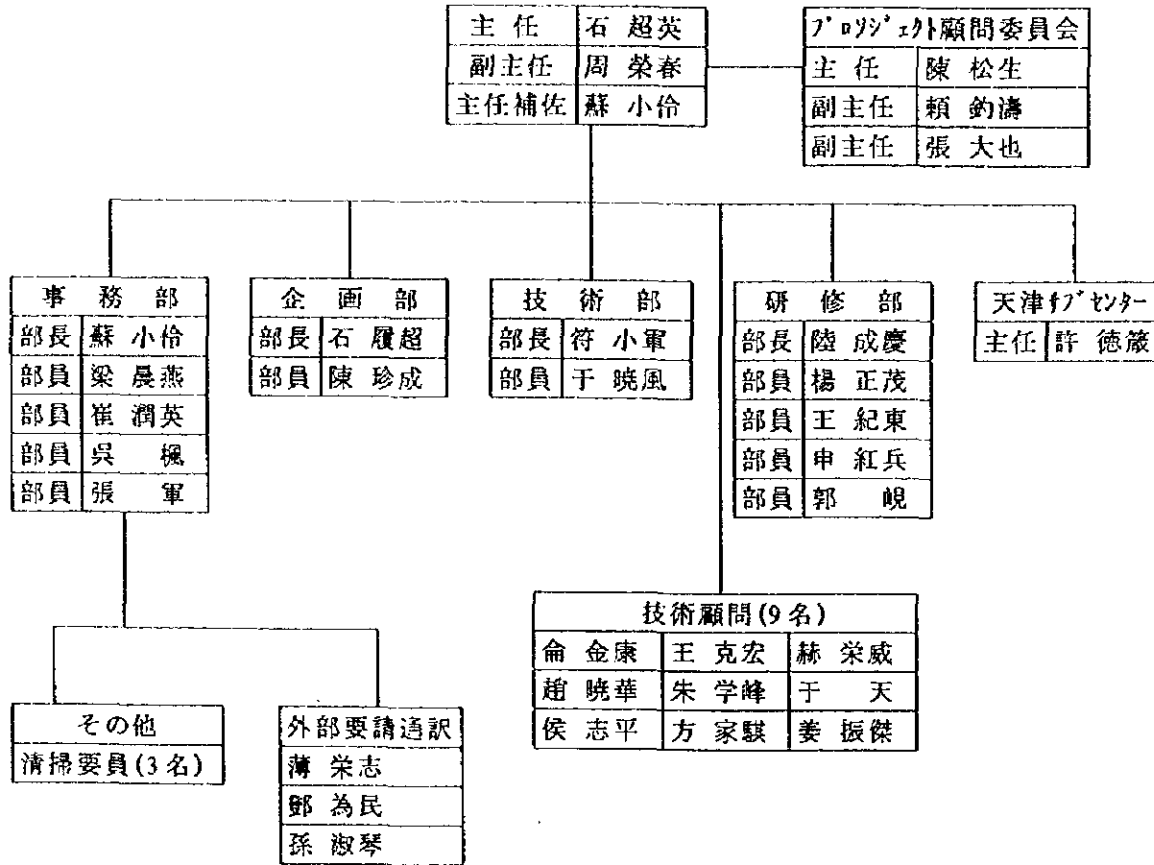 主任 石 超英
副主任 周 榮春
主任補佐 蘇 小伶
プロジェクト顧問委員会
主任 陳 松生
副主任 頼 釣濤
副主任 張 大也
事務部
部長 蘇 小伶
部員 梁 晨燕
部員 崔 潤英
部員 呉 楓
部員 張 軍
企画部
部長 石 履超
部員 陳 珍成
技術部
部長 符 小軍
部員 于 暁風
研修部
部長 陸 成慶
部員 楊 正茂
部員 王 紀東
部員 申 紅兵
部員 郭 峴
天津サブセンター
主任 許 徳箴
技術顧問(9名)
侖 金康 王 克宏 赫 栄威
趙 暁華 朱 学峰 于 天
侯 志平 方 家騏 姜 振傑
その他
清掃要員(3名)
外部要請通訳
薄 栄志
鄧 為民
孫 淑琴